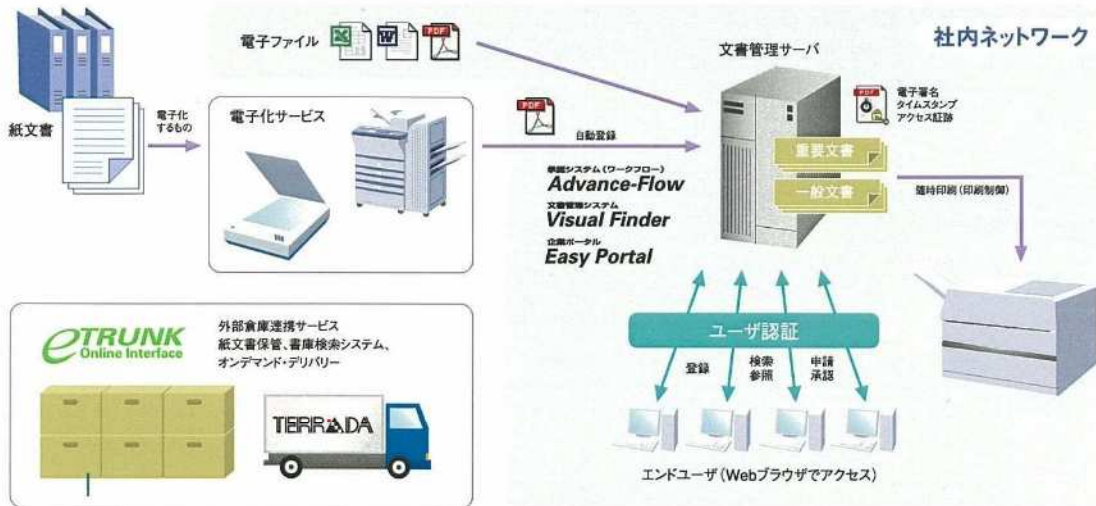 社内ネットワーク
電子ファイル
PDF
文書管理サーバ
紙文書
電子化
するもの
電子化サービス
PDF
自動登録
承認システム(ワークフロー)
Advance-Flow
文書管理システム
Visual Finder
企業ポータル
Easy Portal
PDF
電子署名
タイムスタンプ
アクセス証跡
重要文書
一般文書
随時印刷(印刷制御)
ユーザ認証
登録
検索
参照
申請
承認
エンドユーザ(Webブラウザでアクセス)
eTRUNK
Online Interface
外部倉庫連携サービス
紙文書保管、書庫検索システム、
オンデマンド・デリバリー
TERRADA